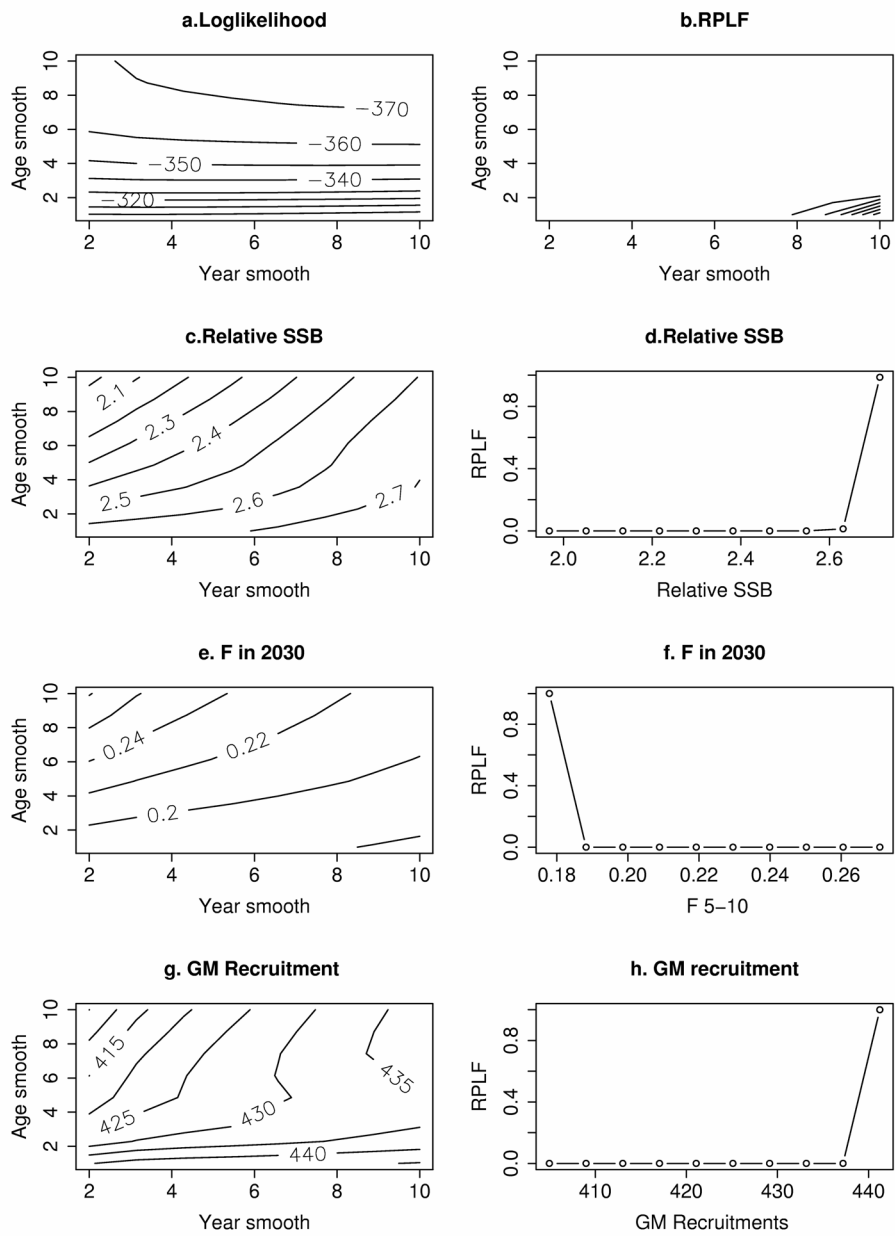 a.Loglikelihood
Age smooth
2 4 6 8 10
−370
−360
−350
−340
−320
2 4 6 8 10
Year smooth
b.RPLF
Age smooth
2 4 6 8 10
2 4 6 8 10
Year smooth
c.Relative SSB
Age smooth
2 4 6 8 10
2.1
2.3
2.4
2.5
2.6
2.7
2 4 6 8 10
Year smooth
d.Relative SSB
RPLF
0.0 0.4 0.8
2.0 2.2 2.4 2.6
Relative SSB
e. F in 2030
Age smooth
2 4 6 8 10
0.24
0.22
0.2
2 4 6 8 10
Year smooth
f. F in 2030
RPLF
0.0 0.4 0.8
0.18 0.20 0.22 0.24 0.26
F 5−10
g. GM Recruitment
Age smooth
2 4 6 8 10
415
435
425
430
440
2 4 6 8 10
Year smooth
h. GM recruitment
RPLF
0.0 0.4 0.8
410 420 430 440
GM Recruitments